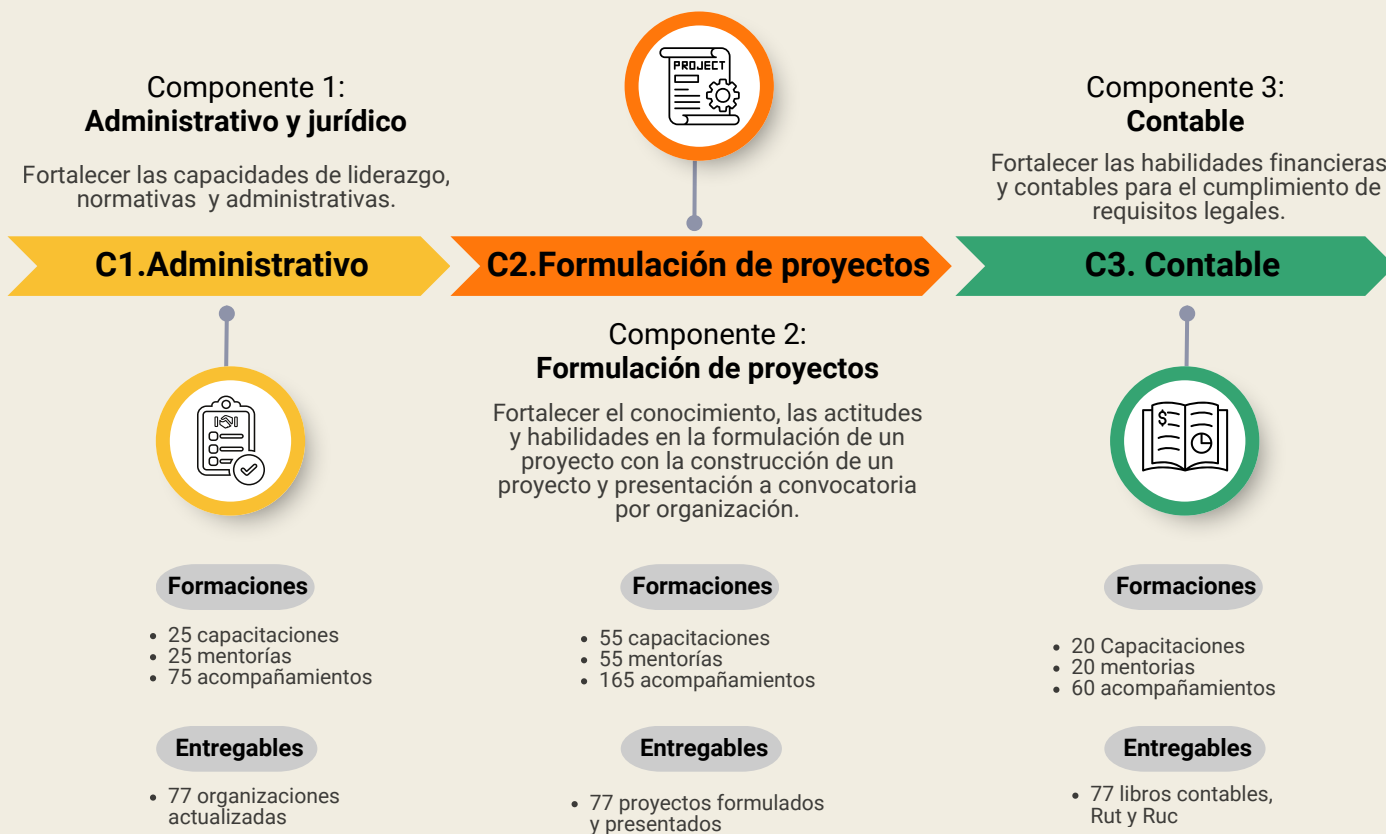 Componente 1:
Administrativo y jurídico
Fortalecer las capacidades de liderazgo,
normativas  y administrativas.
C1.Administrativo
Formaciones
• 25 capacitaciones
• 25 mentorías
• 75 acompañamientos
Entregables
• 77 organizaciones
actualizadas
PROJECT
C2.Formulación de proyectos
Componente 2:
Formulación de proyectos
Fortalecer el conocimiento, las actitudes
y habilidades en la formulación de un
proyecto con la construcción de un
proyecto y presentación a convocatoria
por organización.
Formaciones
• 55 capacitaciones
• 55 mentorías
• 165 acompañamientos
Entregables
• 77 proyectos formulados
y presentados
Componente 3:
Contable
Fortalecer las habilidades financieras
y contables para el cumplimiento de
requisitos legales.
C3. Contable
$
Formaciones
• 20 Capacitaciones
• 20 mentorias
• 60 acompañamientos
Entregables
• 77 libros contables,
Rut y Ruc